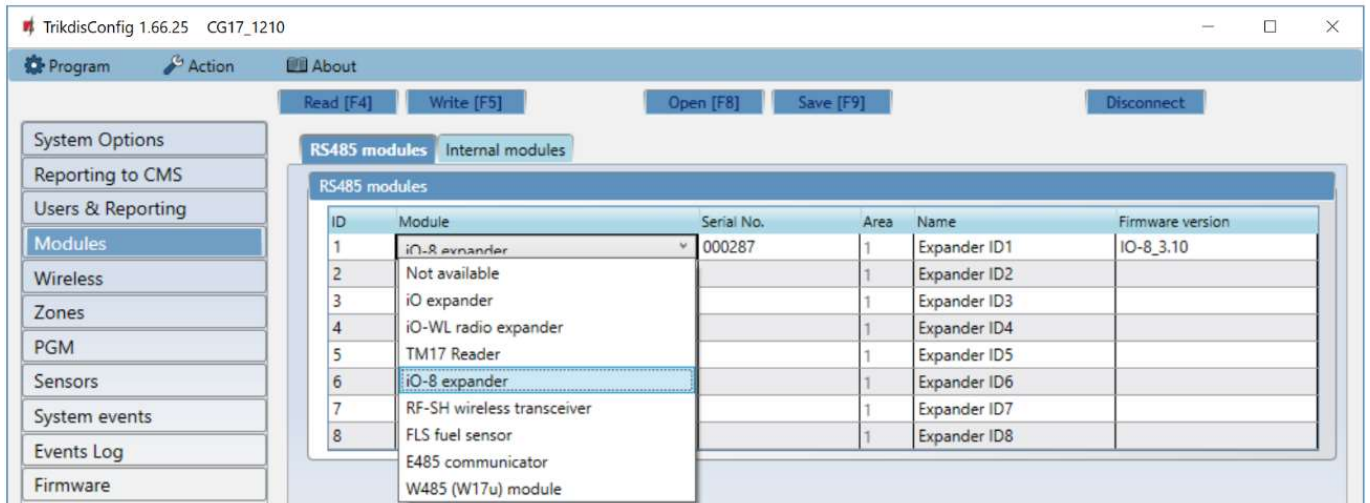 TrikdisConfig 1.66.25 CG17_1210
Program Action About
Read [F4] Write [F5] Open [F8] Save [F9] Disconnect
System Options
Reporting to CMS
Users & Reporting
Modules
Wireless
Zones
PGM
Sensors
System events
Events Log
Firmware
RS485 modules Internal modules
RS485 modules
ID Module Serial No. Area Name Firmware version
1 iO-8 expander 000287 1 Expander ID1 IO-8_3.10
2 1 Expander ID2
3 1 Expander ID3
4 1 Expander ID4
5 1 Expander ID5
6 1 Expander ID6
7 1 Expander ID7
8 1 Expander ID8
Not available
iO expander
iO-WL radio expander
TM17 Reader
iO-8 expander
RF-SH wireless transceiver
FLS fuel sensor
E485 communicator
W485 (W17u) module